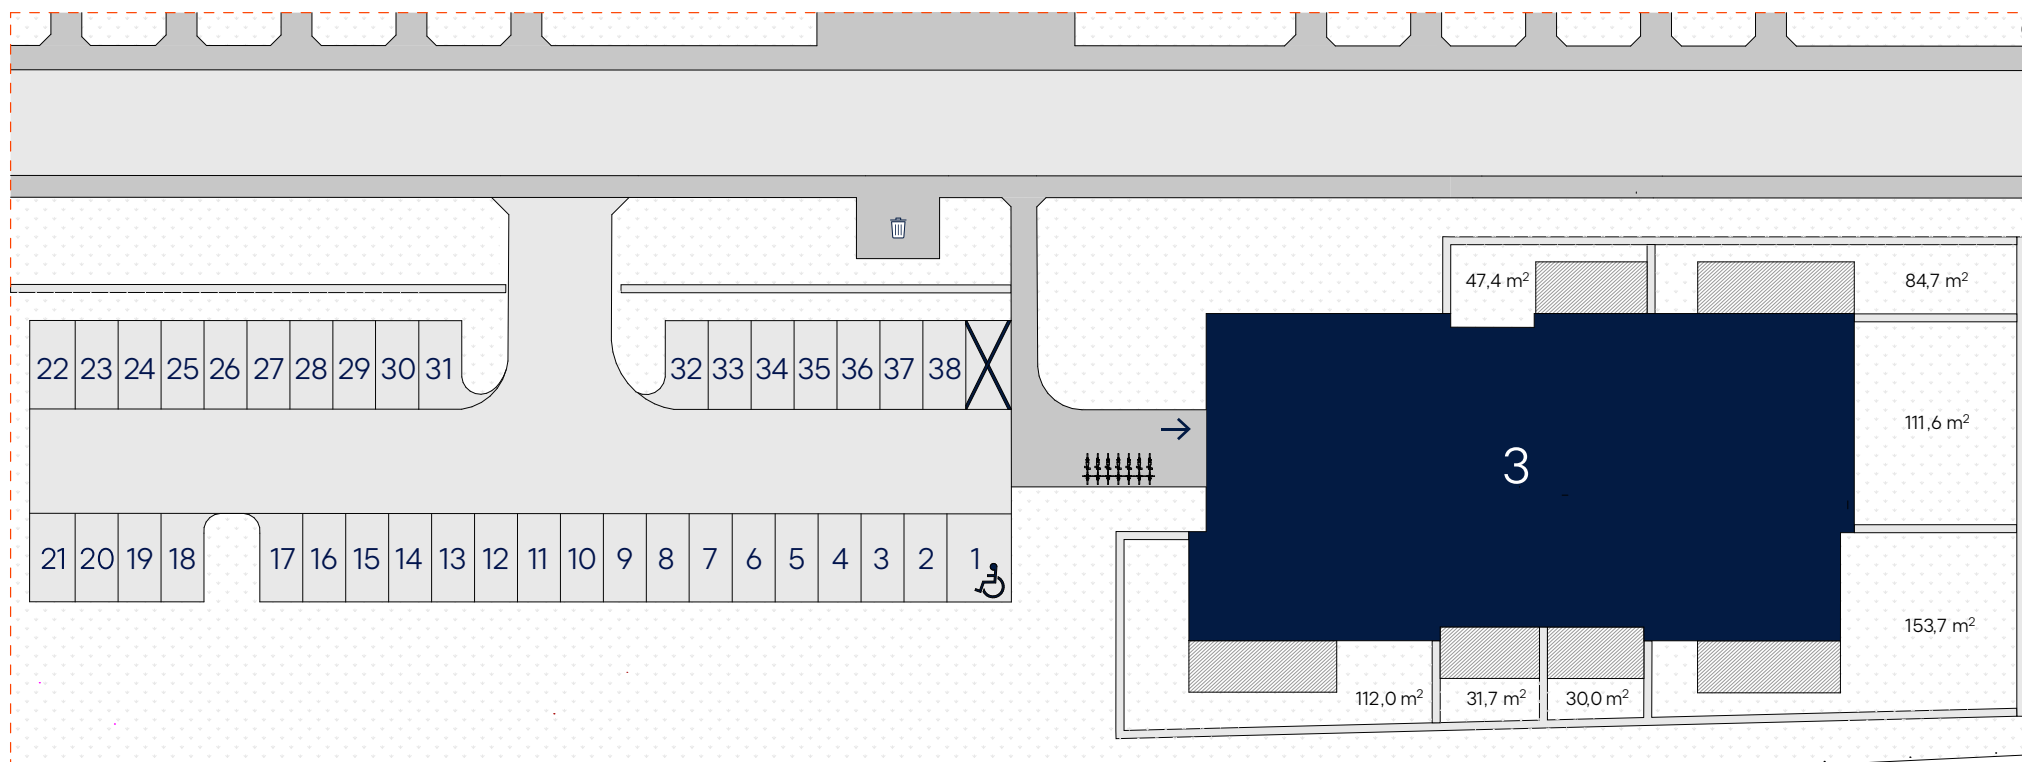 47,4 m²
84,7 m²
22 23 24 25 26 27 28 29 30 31 32 33 34 35 36 37 38
111,6 m²
3
21 20 19 18 17 16 15 14 13 12 11 10 9 8 7 6 5 4 3 2 1
153,7 m²
112,0 m² 31,7 m² 30,0 m²